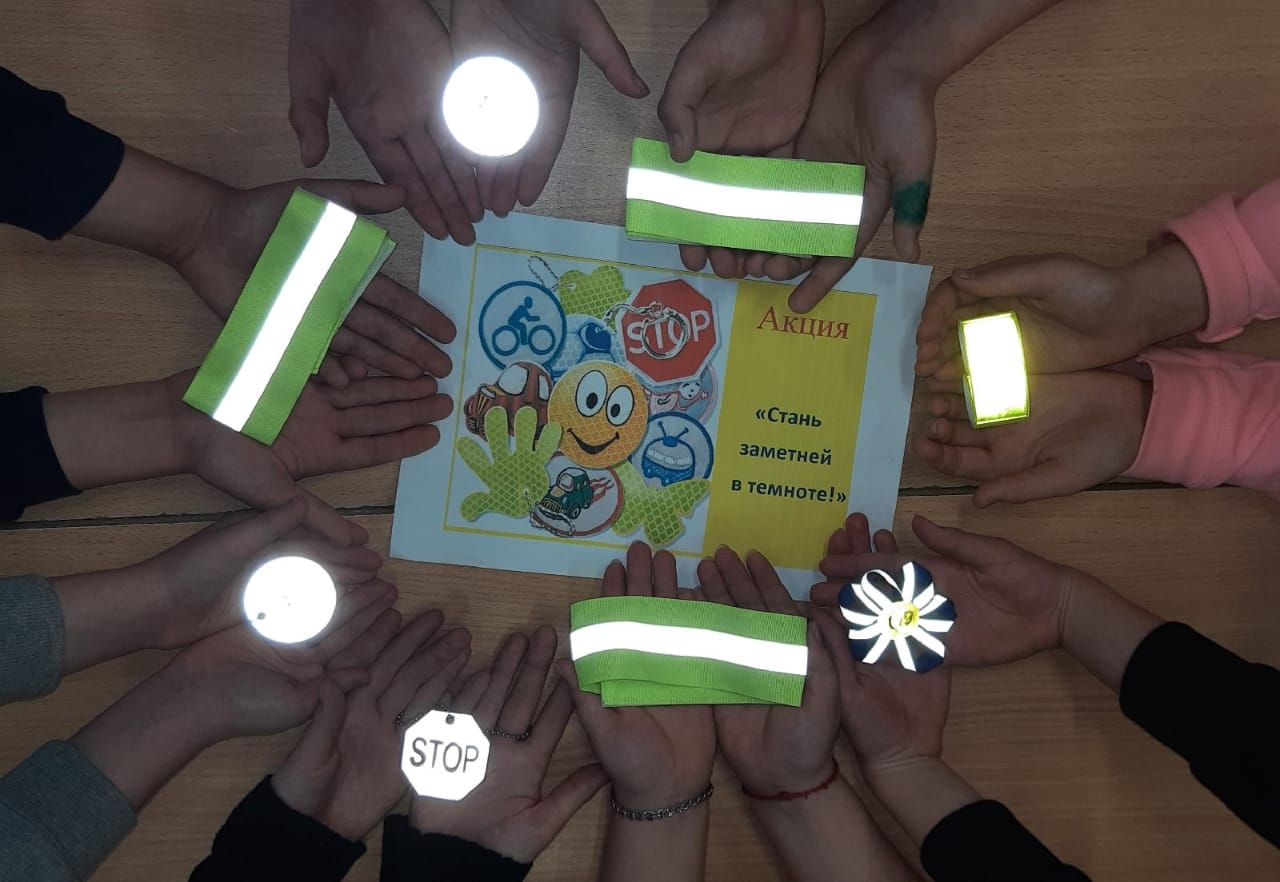 STOP
Акция
«Стань
заметней
в темноте!»
STOP